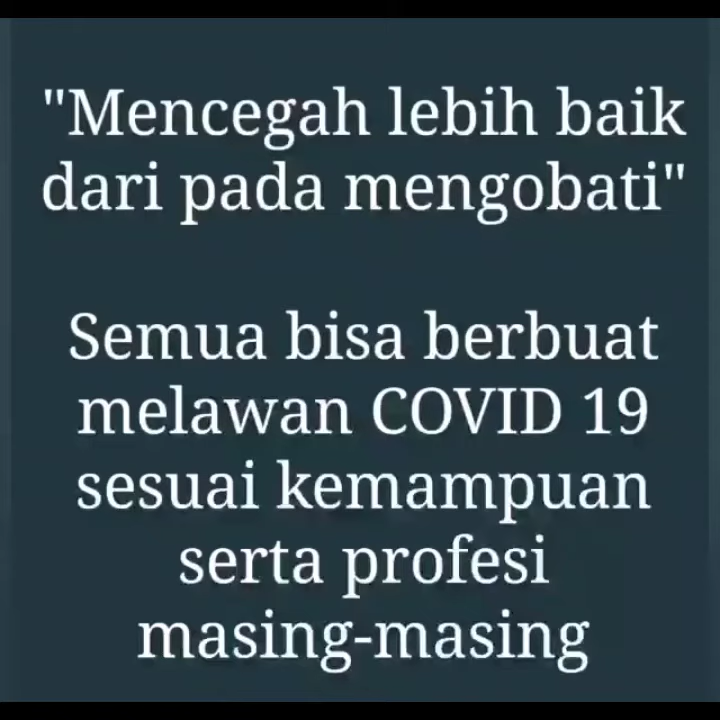 "Mencegah lebih baik
dari pada mengobati"
Semua bisa berbuat
melawan COVID 19
sesuai kemampuan
serta profesi
masing-masing